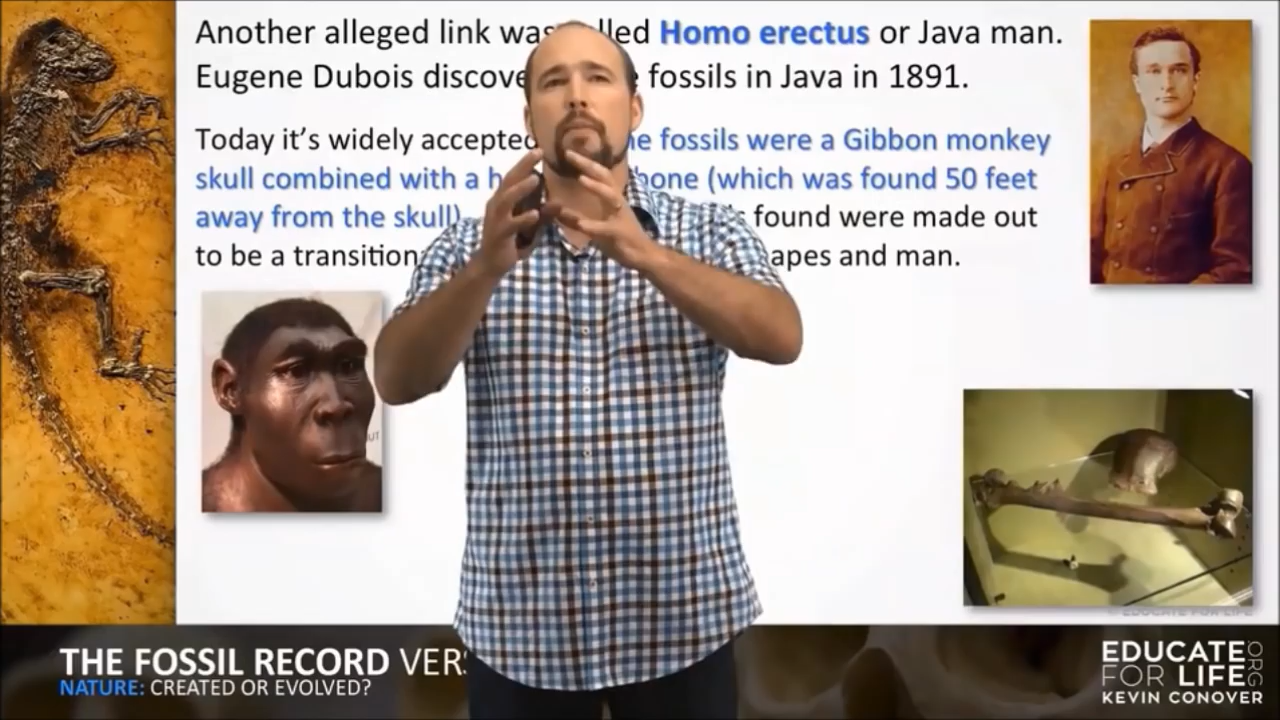 Another alleged link was lled Homo erectus or Java man.
Eugene Dubois discove fossils in Java in 1891.
Today it's widely accepted e fossils were a Gibbon monkey
skull combined with a h bone (which was found 50 feet
away from the skull) found were made out
to be a transition apes and man.
THE FOSSIL RECORD VER
NATURE: CREATED OR EVOLVED?
EDUCATE
FOR LIFE
.ORG
KEVIN CONOVER